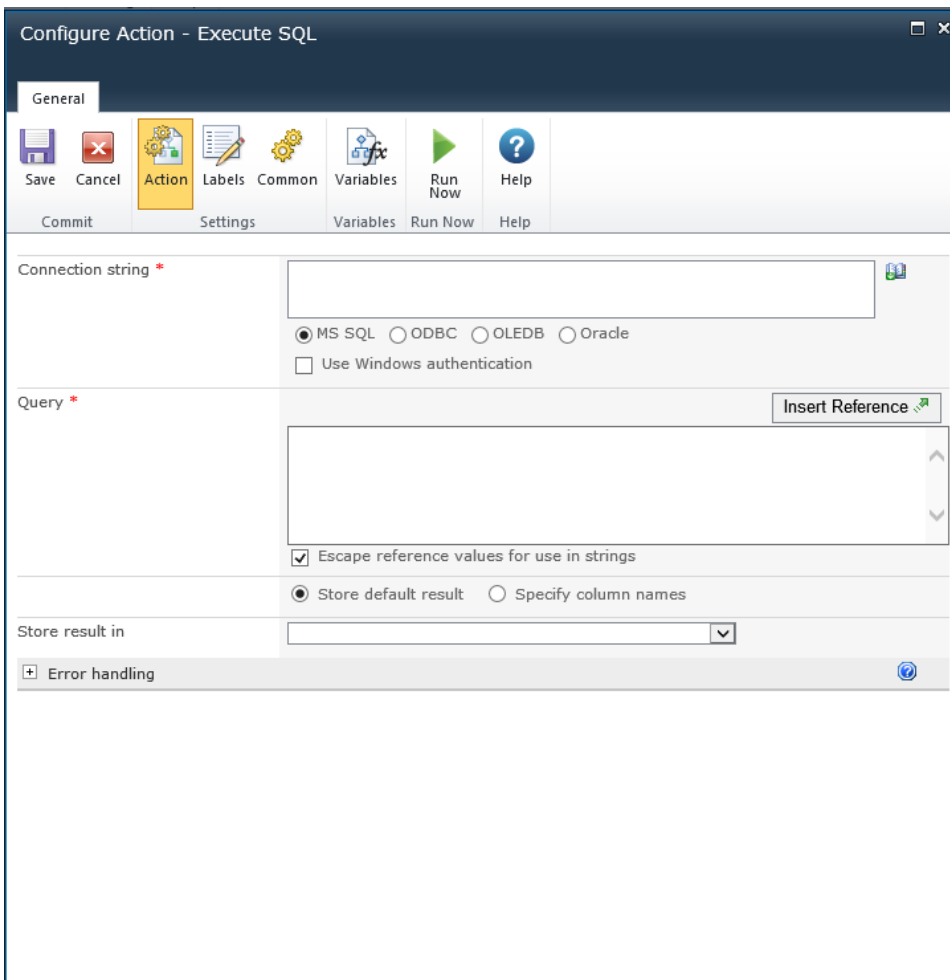 Configure Action - Execute SQL
General
Save Cancel Action Labels Common Variables Run Now Help
Commit Settings Variables Run Now Help
Connection string *
MS SQL ODBC OLEDB Oracle
Use Windows authentication
Query * Insert Reference
Escape reference values for use in strings
Store default result Specify column names
Store result in
Error handling